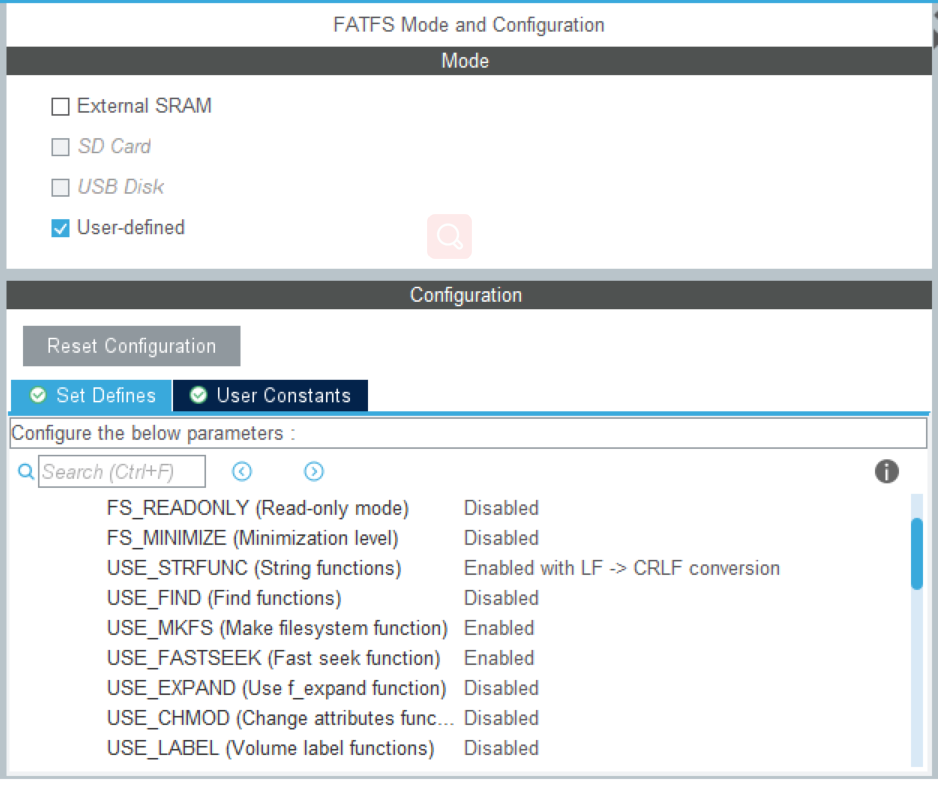 FATFS Mode and Configuration
Mode
External SRAM
SD Card
USB Disk
User-defined
Configuration
Reset Configuration
Set Defines User Constants
Configure the below parameters :
Search (Ctrl+F)
FS_READONLY (Read-only mode) Disabled
FS_MINIMIZE (Minimization level) Disabled
USE_STRFUNC (String functions) Enabled with LF -> CRLF conversion
USE_FIND (Find functions) Disabled
USE_MKFS (Make filesystem function) Enabled
USE_FASTSEEK (Fast seek function) Enabled
USE_EXPAND (Use f_expand function) Disabled
USE_CHMOD (Change attributes func... Disabled
USE_LABEL (Volume label functions) Disabled